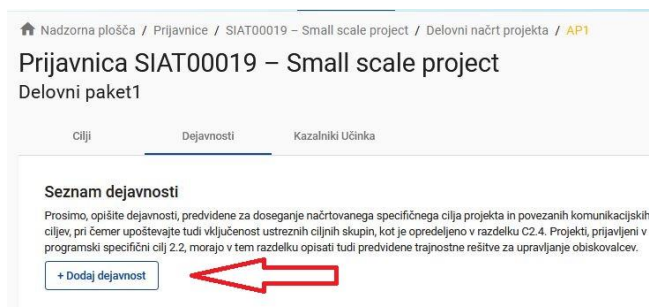 Nadzorna plošča / Prijavnice / SIAT00019 – Small scale project / Delovni načrt projekta / AP1
Prijavnica SIAT00019 – Small scale project
Delovni paket1
Cilji Dejavnosti Kazalniki Učinka
Seznam dejavnosti
Prosimo, opišite dejavnosti, predvidene za doseganje načrtovanega specifičnega cilja projekta in povezanih komunikacijskih
ciljev, pri čemer upoštevajte tudi vključenost ustreznih ciljnih skupin, kot je opredeljeno v razdelku C2.4. Projekti, prijavljeni v
programski specifični cilj 2.2, morajo v tem razdelku opisati tudi predvidene trajnostne rešitve za upravljanje obiskovalcev.
+ Dodaj dejavnost